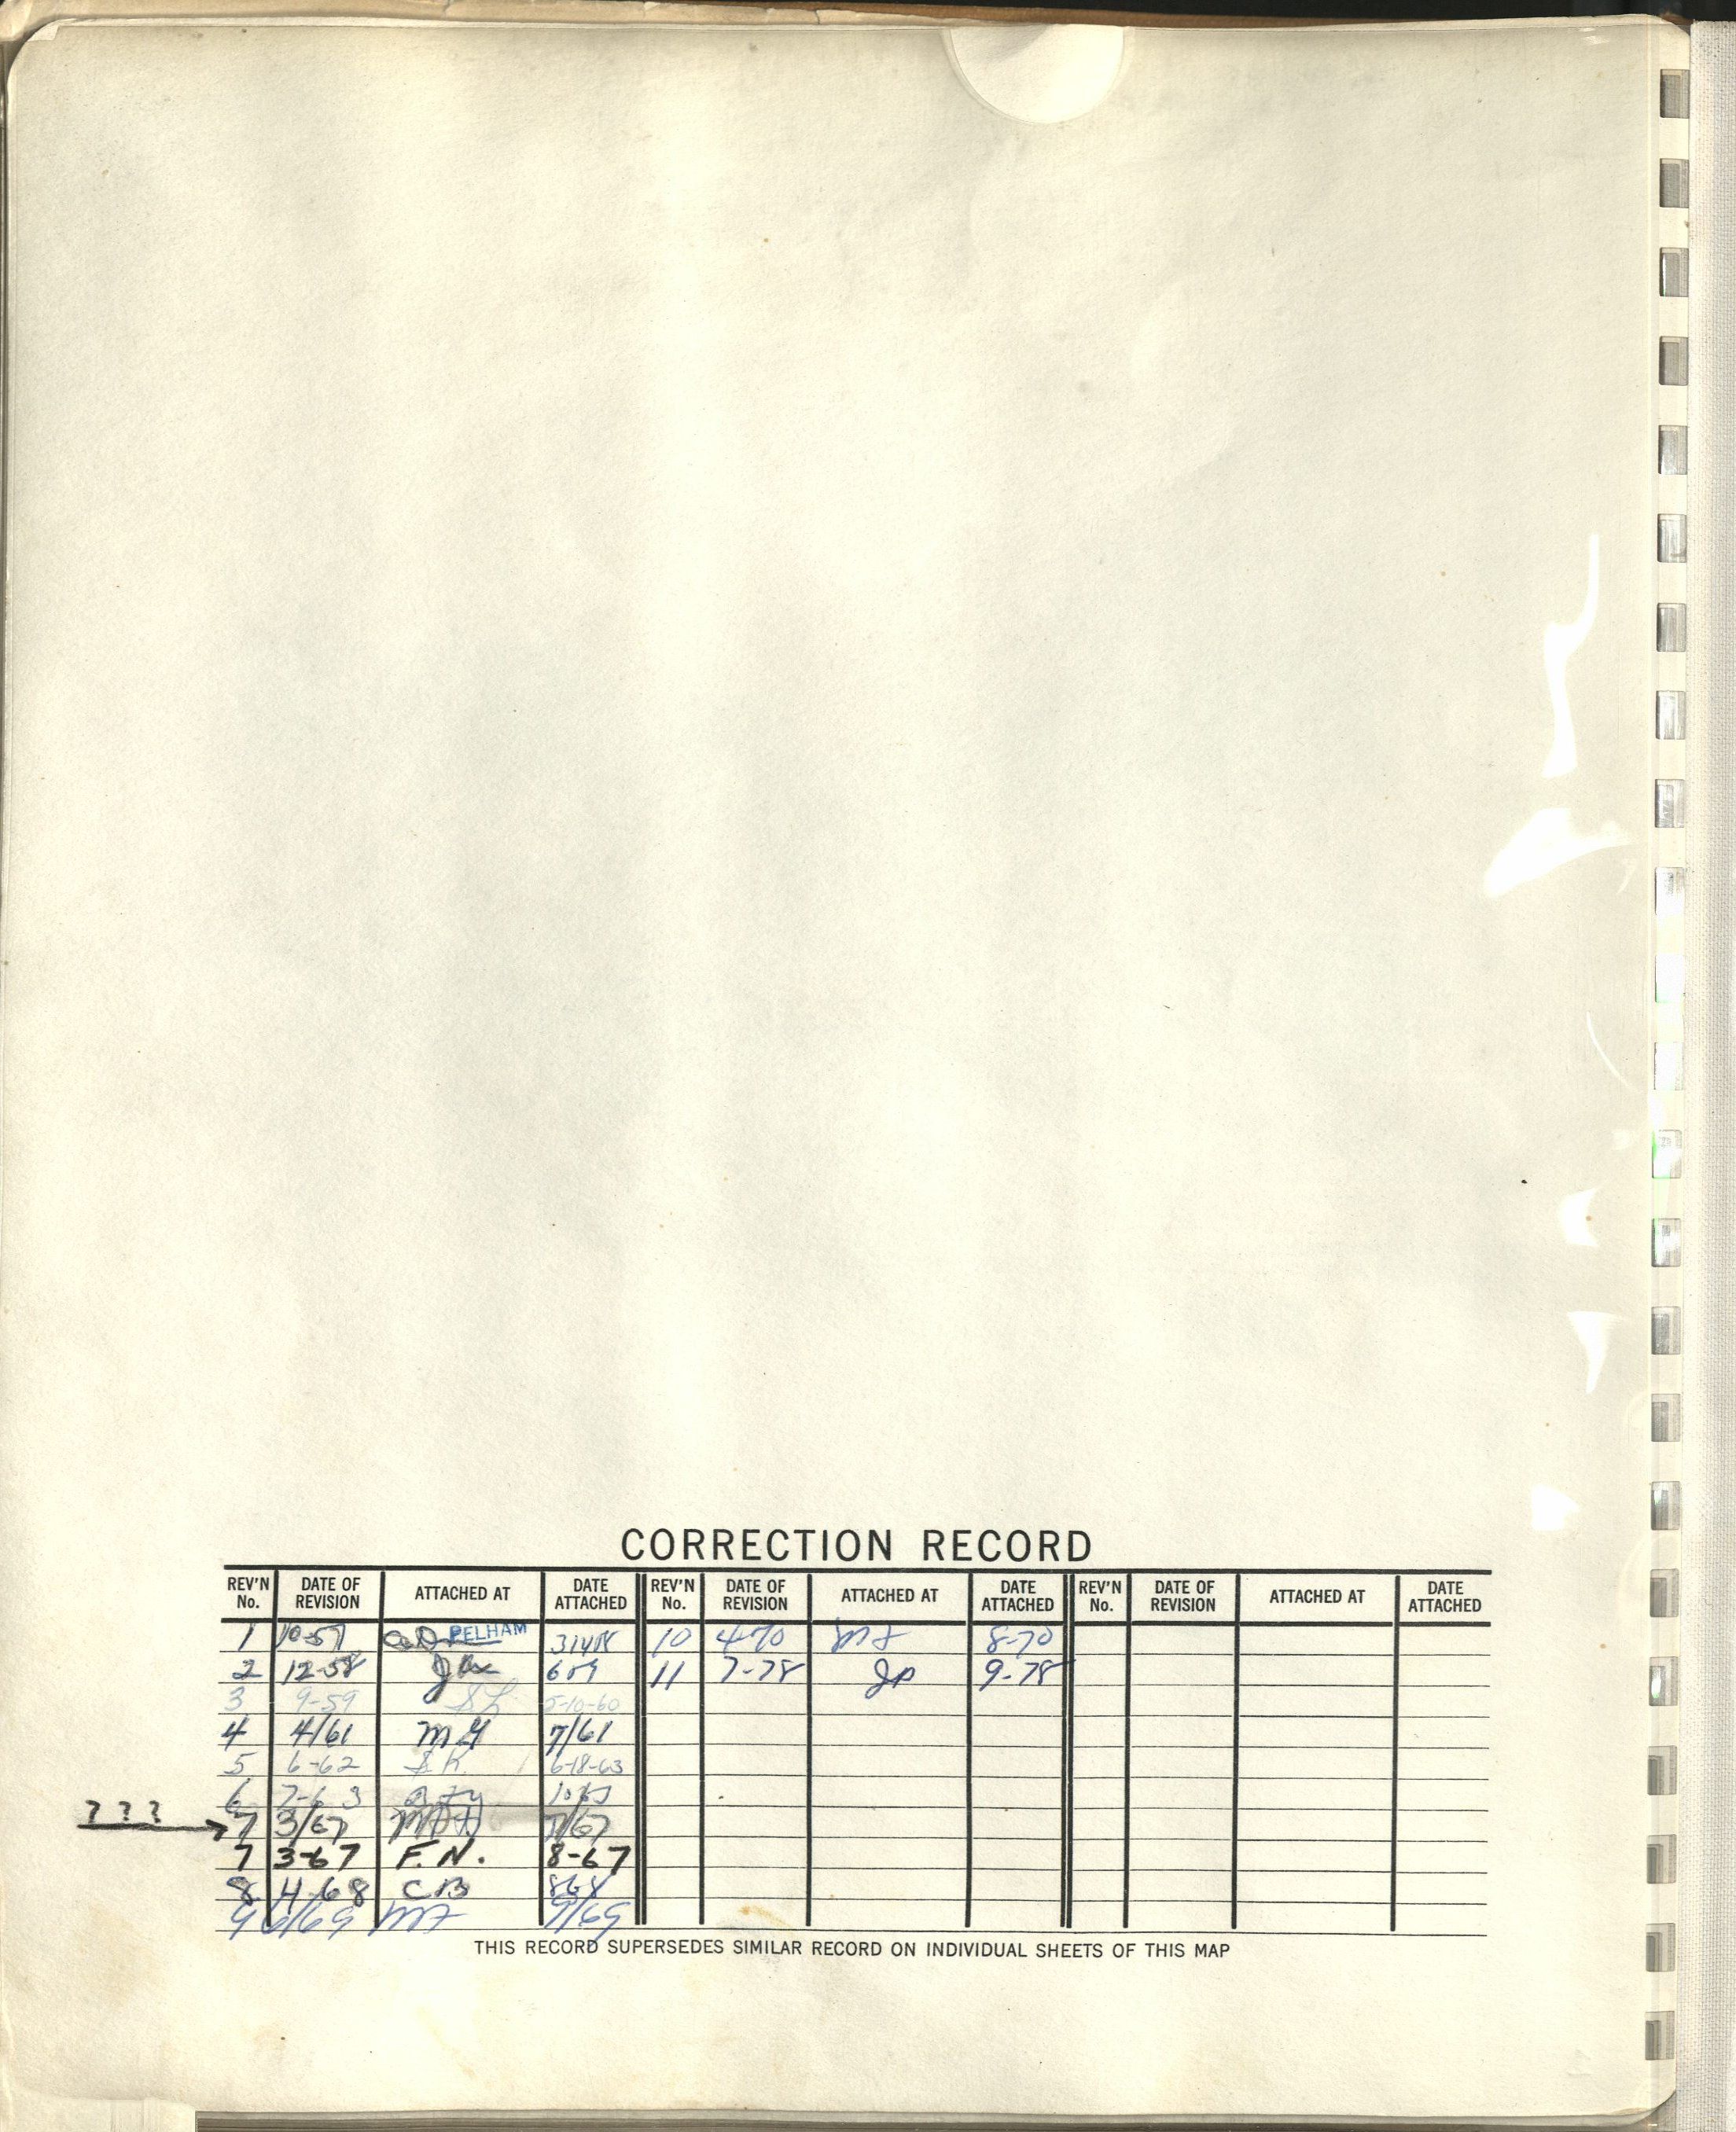 CORRECTION RECORD
REV'N No. DATE OF REVISION ATTACHED AT DATE ATTACHED REV'N No. DATE OF REVISION ATTACHED AT DATE ATTACHED REV'N No. DATE OF REVISION ATTACHED AT DATE ATTACHED
1 10-57 PELHAM 10 4-70 8-70
2 12-58 11 7-78 JP 9-78
3 9-59 5-10-60
4 4/61 7/61
5 6-62 S.K. 6-18-63
6 7-63
??? 7 3/67 7/67
7 3-67 F.N. 8-67
8 4-68 CB 8-68
9 6/69 9/69
THIS RECORD SUPERSEDES SIMILAR RECORD ON INDIVIDUAL SHEETS OF THIS MAP